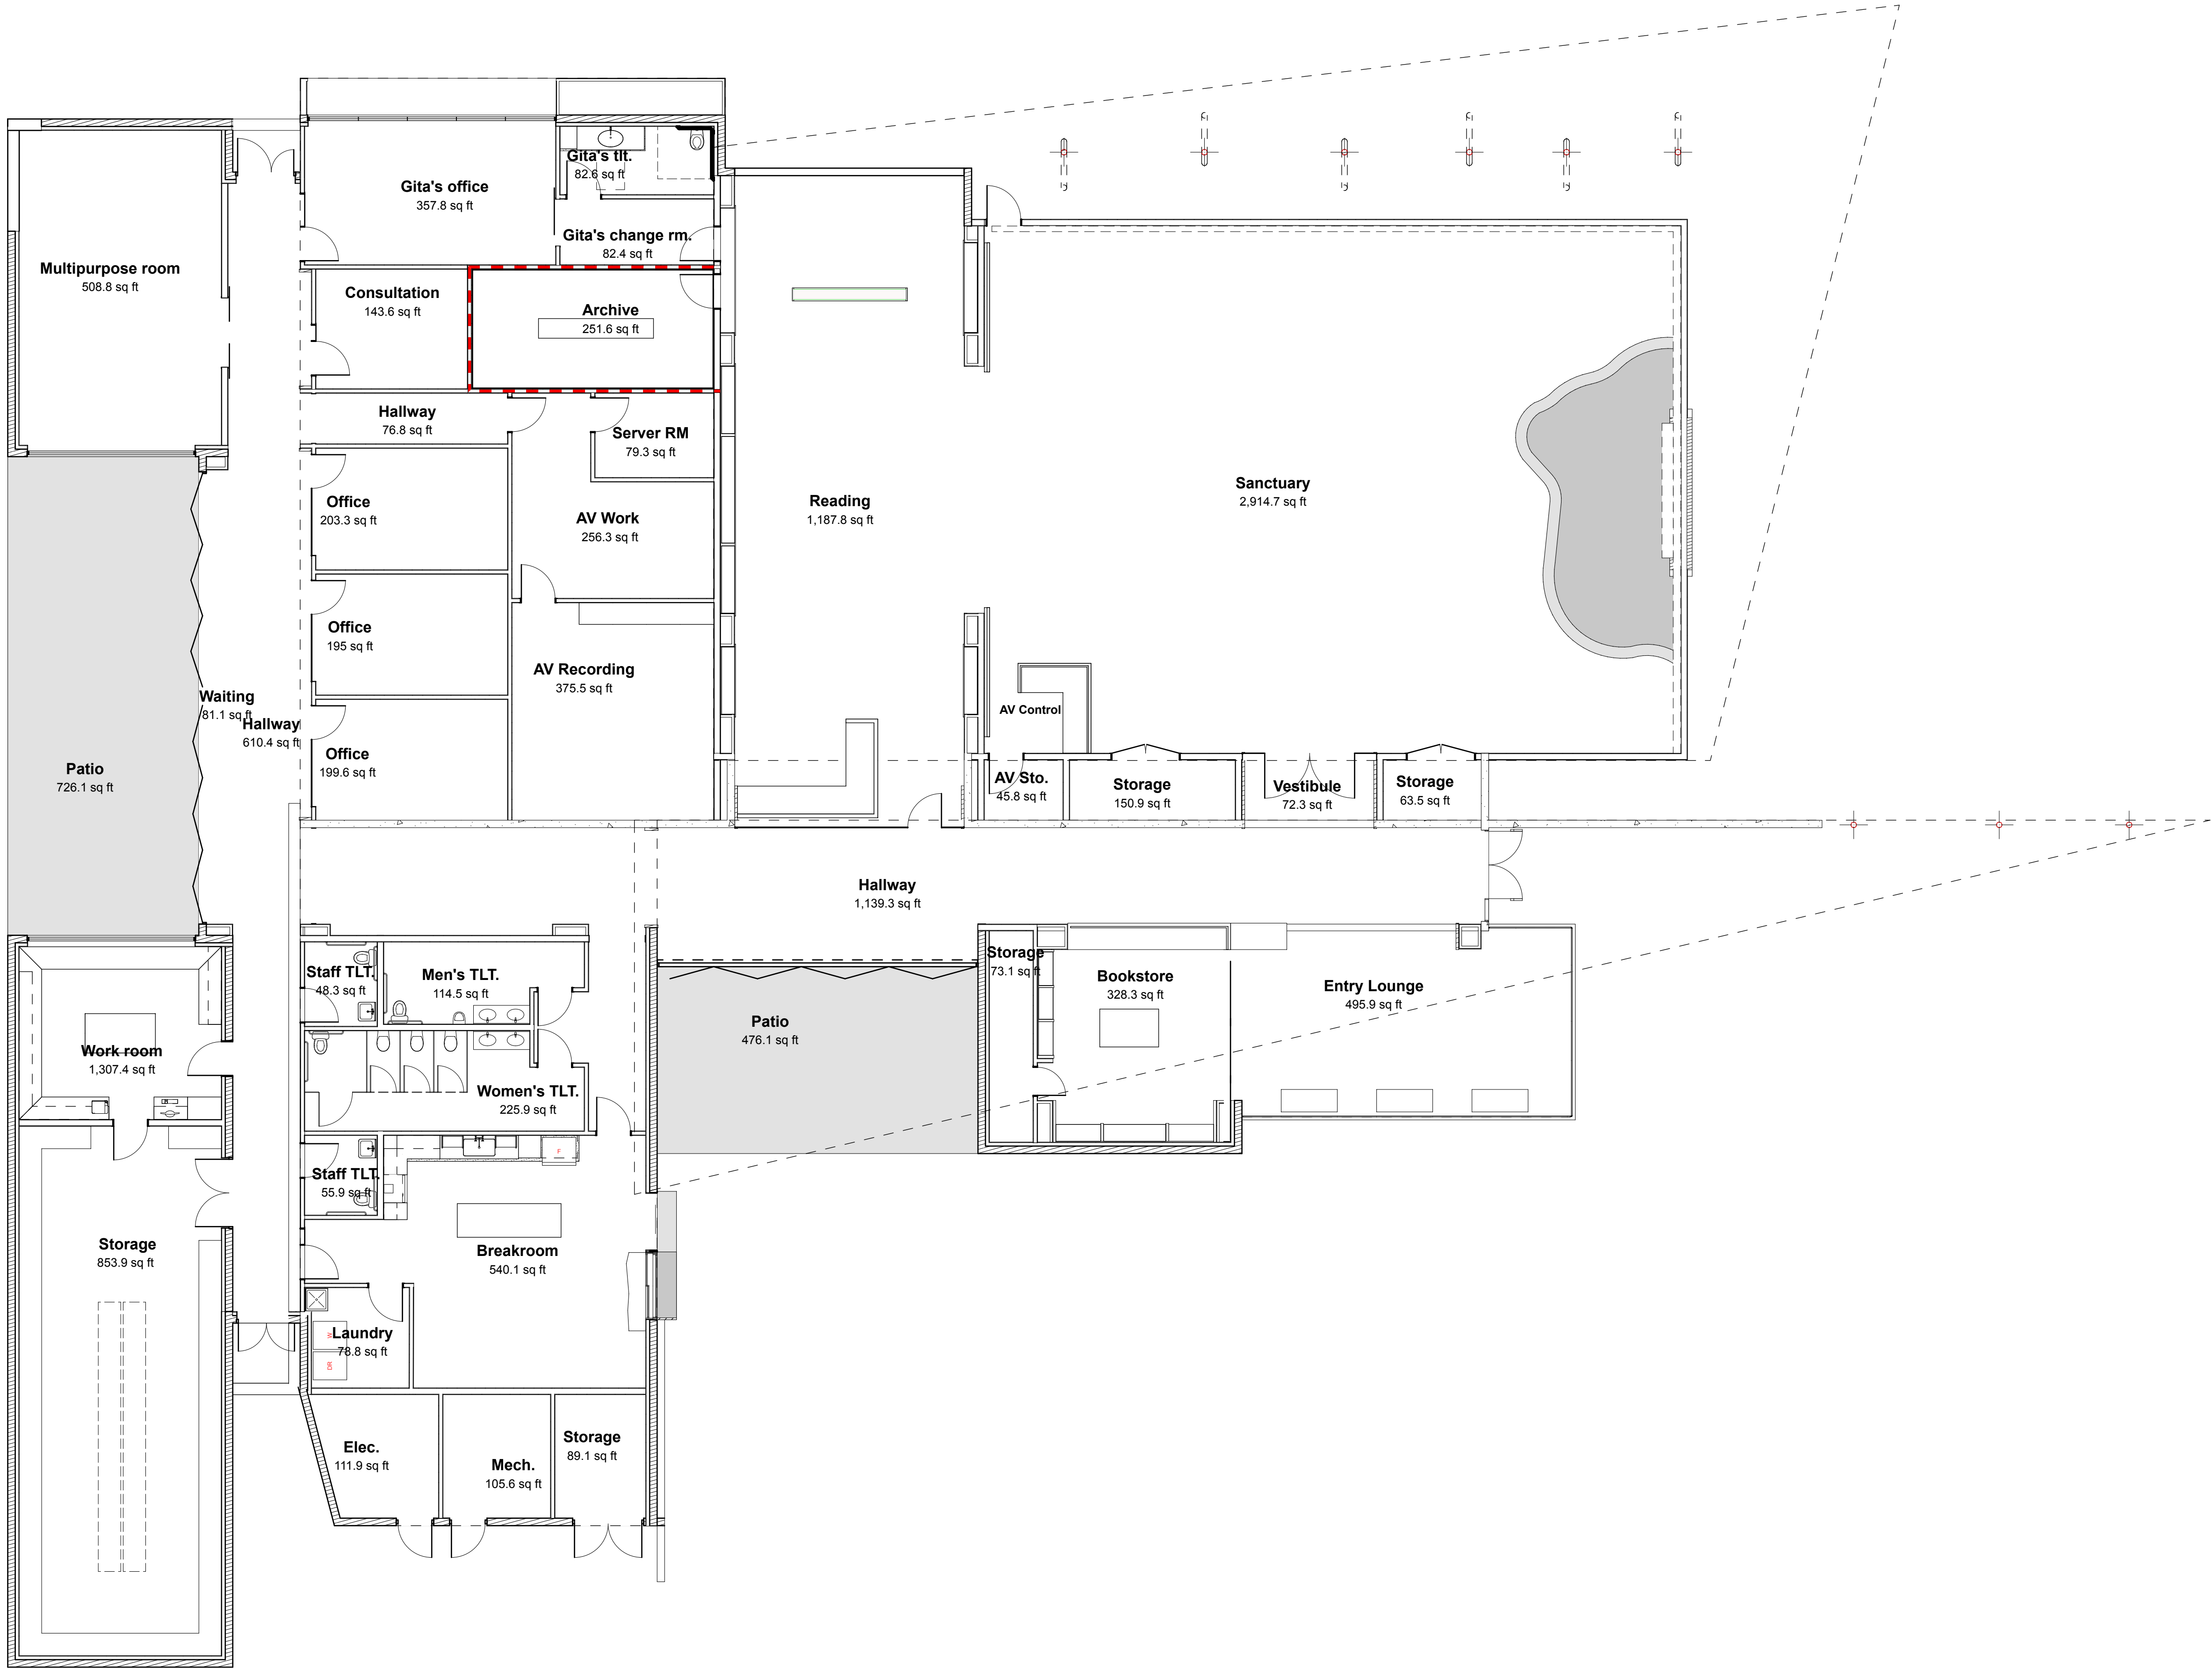 Gita's tlt.
82.6 sq ft
Gita's office
357.8 sq ft
Gita's change rm.
82.4 sq ft
Multipurpose room
508.8 sq ft
Consultation
143.6 sq ft
Archive
251.6 sq ft
Hallway
76.8 sq ft
Server RM
79.3 sq ft
Office
203.3 sq ft
AV Work
256.3 sq ft
Reading
1,187.8 sq ft
Sanctuary
2,914.7 sq ft
Office
195 sq ft
AV Recording
375.5 sq ft
Waiting
81.1 sq ft
Hallway
610.4 sq ft
AV Control
Office
199.6 sq ft
Patio
726.1 sq ft
AV Sto.
45.8 sq ft
Storage
150.9 sq ft
Vestibule
72.3 sq ft
Storage
63.5 sq ft
Hallway
1,139.3 sq ft
Staff TLT.
48.3 sq ft
Men's TLT.
114.5 sq ft
Storage
73.1 sq ft
Bookstore
328.3 sq ft
Entry Lounge
495.9 sq ft
Patio
476.1 sq ft
Work room
1,307.4 sq ft
Women's TLT.
225.9 sq ft
F
Staff TLT.
55.9 sq ft
Storage
853.9 sq ft
Breakroom
540.1 sq ft
W
Laundry
78.8 sq ft
DR
Elec.
111.9 sq ft
Mech.
105.6 sq ft
Storage
89.1 sq ft